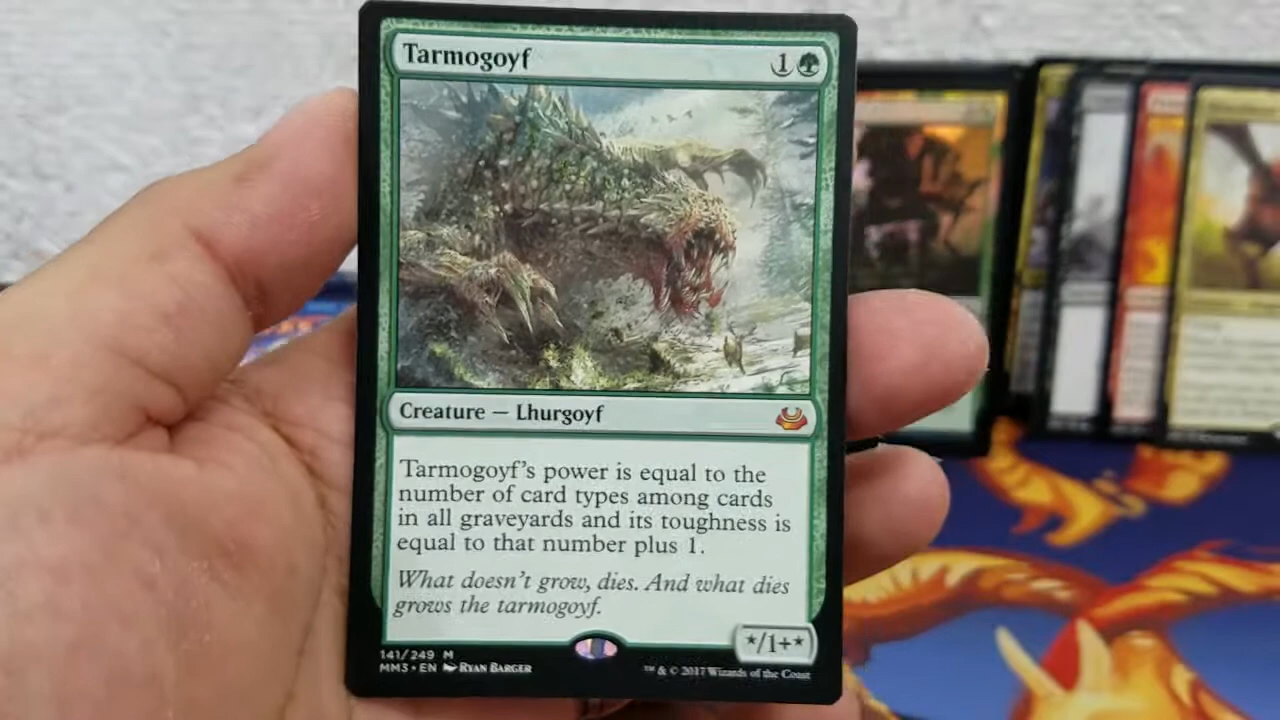 Tarmogoyf 1
Creature — Lhurgoyf
Tarmogoyf's power is equal to the
number of card types among cards
in all graveyards and its toughness is
equal to that number plus 1.
What doesn't grow, dies. And what dies
grows the tarmogoyf.
*/1+*
141/249 M
MM3 • EN RYAN BARGER
™ & © 2017 Wizards of the Coast